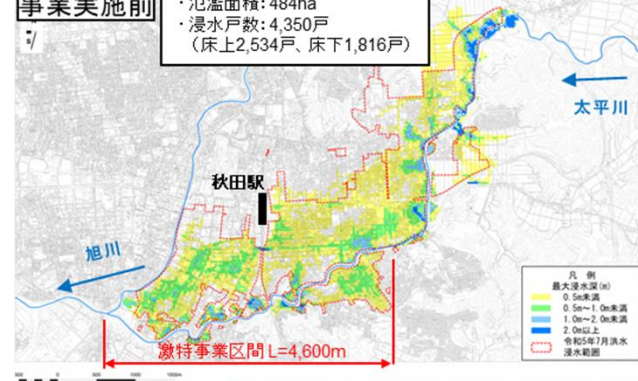 事業実施前
・氾濫面積：484ha
・浸水戸数：4,350戸
（床上2,534戸、床下1,816戸）
太平川
秋田駅
旭川
凡　例
最大浸水深(m)
0.5m未満
0.5m～1.0m未満
1.0m～2.0m未満
2.0m以上
令和5年7月洪水
浸水範囲
激特事業区間 L=4,600m